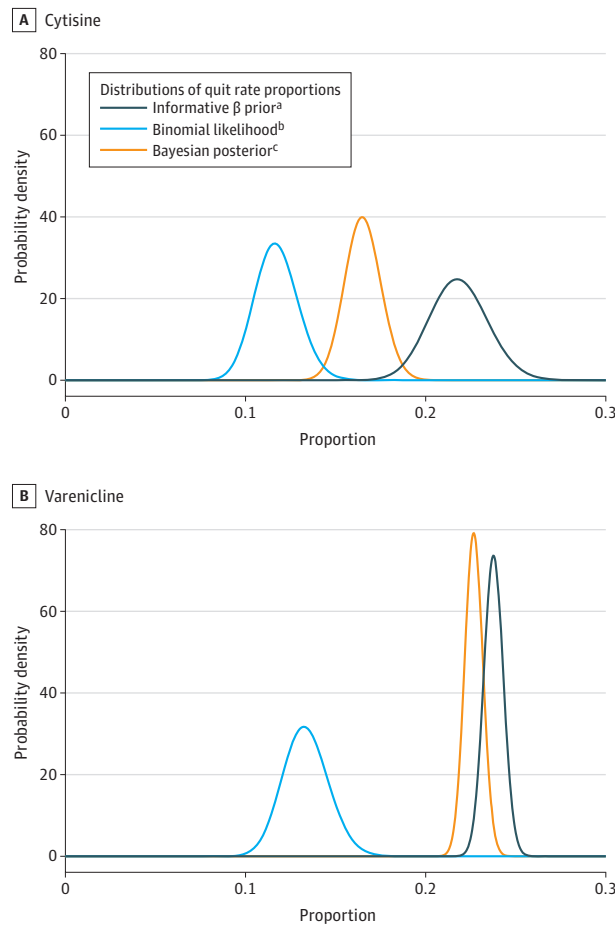 A Cytisine
80
Distributions of quit rate proportions
Informative β priorᵃ
60
Binomial likelihoodᵇ
Bayesian posteriorᶜ
Probability density
40
20
0
0 0.1 0.2 0.3
Proportion
B Varenicline
80
60
Probability density
40
20
0
0 0.1 0.2 0.3
Proportion